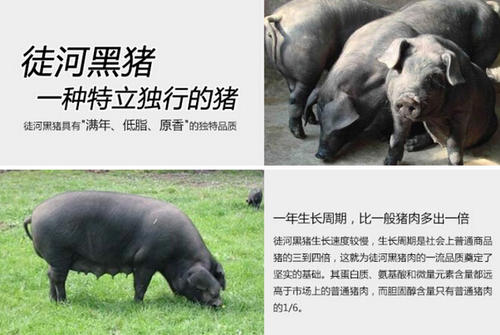 徒河黑猪
一种特立独行的猪
徒河黑猪具有"满年、低脂、原香"的独特品质
一年生长周期，比一般猪肉多出一倍
徒河黑猪生长速度较慢，生长周期是社会上普通商品
猪的三到四倍，这就为徒河黑猪肉的一流品质奠定了
坚实的基础。其蛋白质、氨基酸和微量元素含量都远
高于市场上的普通猪肉，而胆固醇含量只有普通猪肉
的1/6。